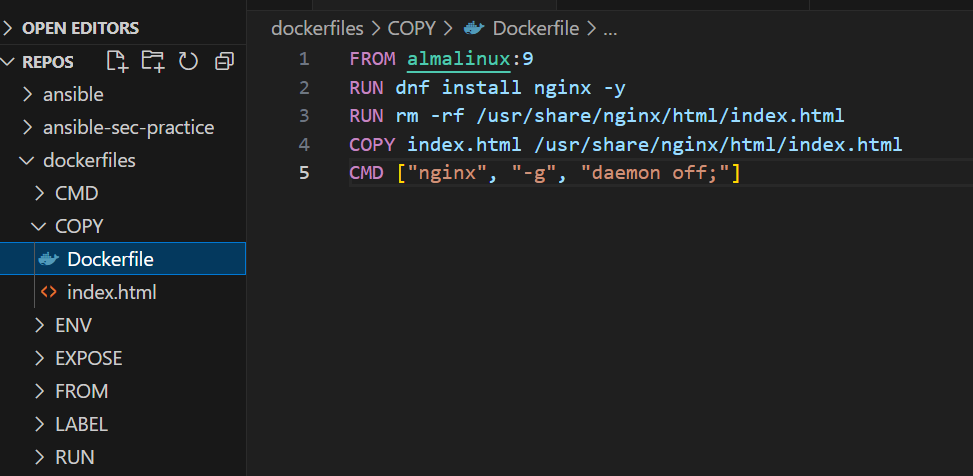 OPEN EDITORS
REPOS
ansible
ansible-sec-practice
dockerfiles
CMD
COPY
Dockerfile
index.html
ENV
EXPOSE
FROM
LABEL
RUN
dockerfiles > COPY > Dockerfile > ...
1 FROM almalinux:9
2 RUN dnf install nginx -y
3 RUN rm -rf /usr/share/nginx/html/index.html
4 COPY index.html /usr/share/nginx/html/index.html
5 CMD ["nginx", "-g", "daemon off;"]